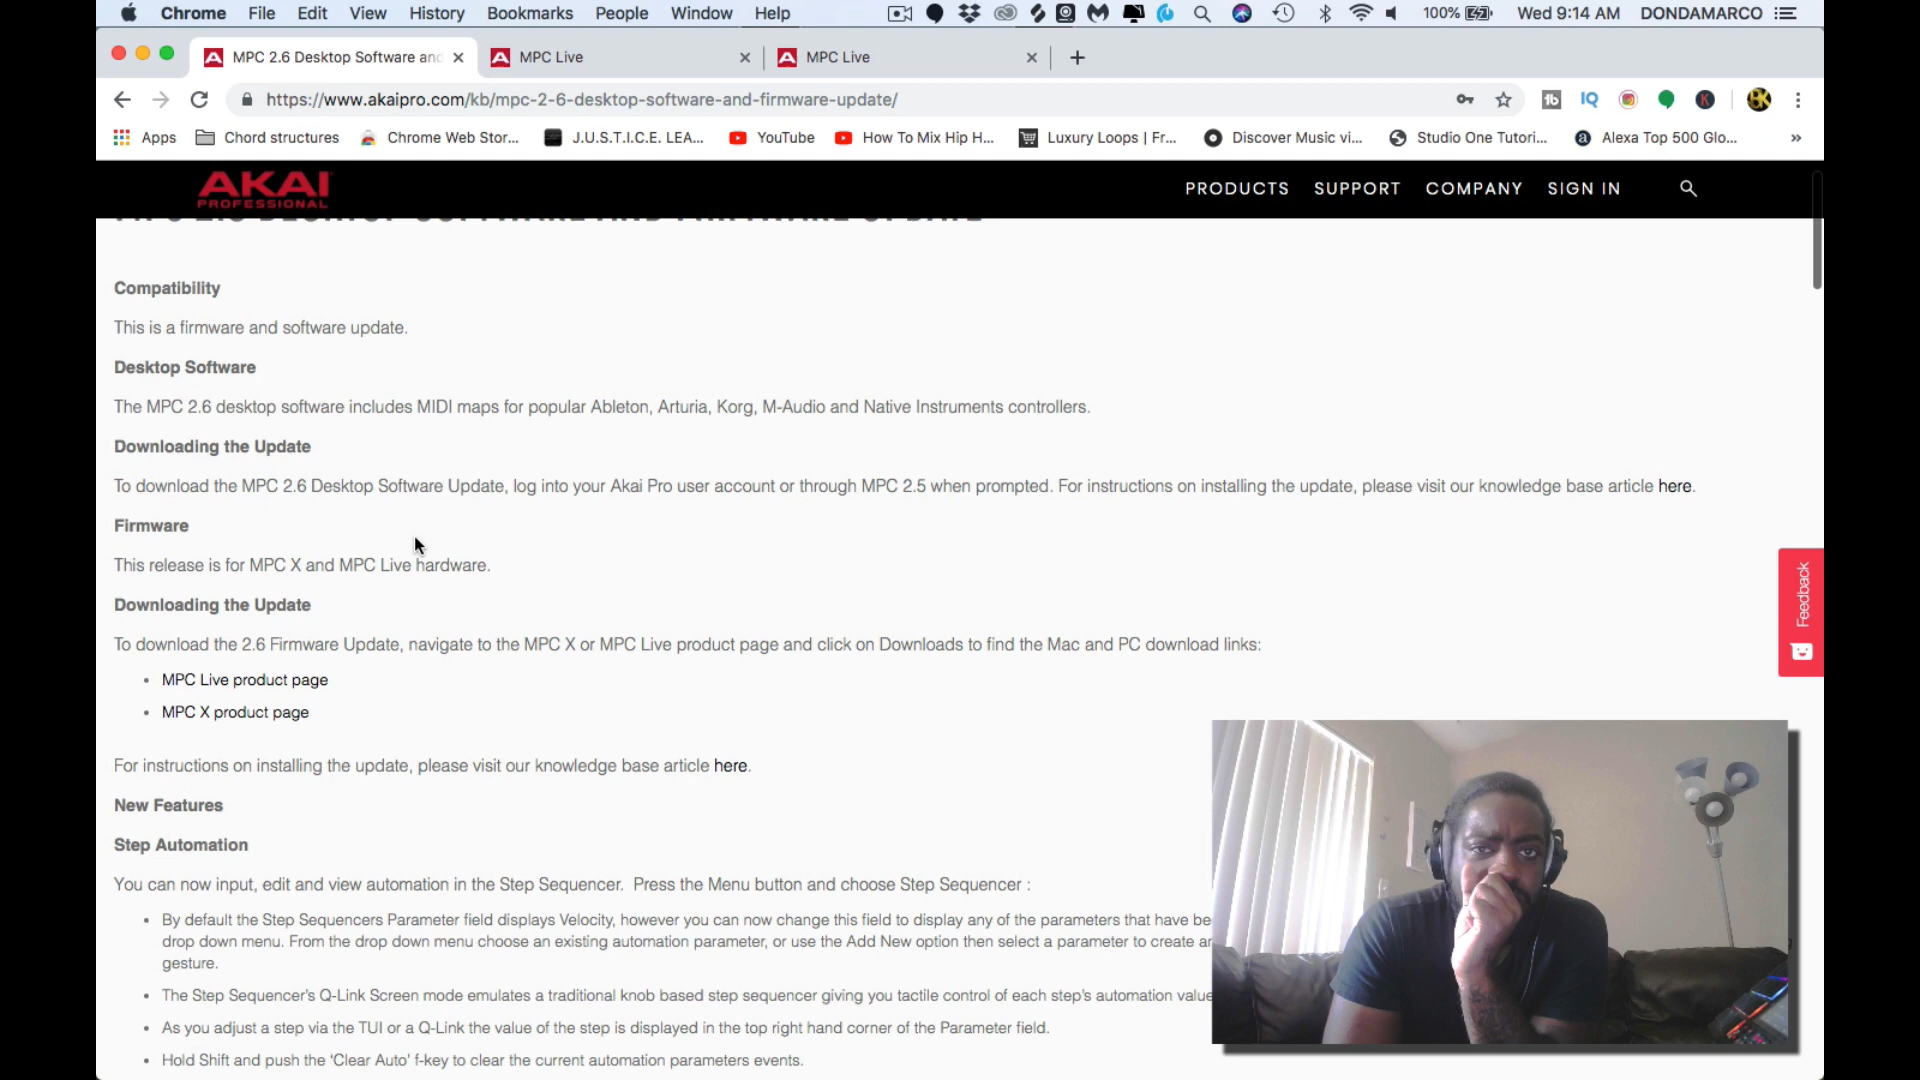 Chrome File Edit View History Bookmarks People Window Help 100% Wed 9:14 AM DONDAMARCO
MPC 2.6 Desktop Software and MPC Live MPC Live
https://www.akaipro.com/kb/mpc-2-6-desktop-software-and-firmware-update/
Apps Chord structures Chrome Web Stor... J.U.S.T.I.C.E. LEA... YouTube How To Mix Hip H... Luxury Loops | Fr... Discover Music vi... Studio One Tutori... Alexa Top 500 Glo... »
AKAI
PROFESSIONAL
PRODUCTS SUPPORT COMPANY SIGN IN
MPC 2.6 DESKTOP SOFTWARE AND FIRMWARE UPDATE
Compatibility
This is a firmware and software update.
Desktop Software
The MPC 2.6 desktop software includes MIDI maps for popular Ableton, Arturia, Korg, M-Audio and Native Instruments controllers.
Downloading the Update
To download the MPC 2.6 Desktop Software Update, log into your Akai Pro user account or through MPC 2.5 when prompted. For instructions on installing the update, please visit our knowledge base article here.
Firmware
This release is for MPC X and MPC Live hardware.
Feedback
Downloading the Update
To download the 2.6 Firmware Update, navigate to the MPC X or MPC Live product page and click on Downloads to find the Mac and PC download links:
• MPC Live product page
• MPC X product page
For instructions on installing the update, please visit our knowledge base article here.
New Features
Step Automation
You can now input, edit and view automation in the Step Sequencer. Press the Menu button and choose Step Sequencer :
• By default the Step Sequencers Parameter field displays Velocity, however you can now change this field to display any of the parameters that have be
drop down menu. From the drop down menu choose an existing automation parameter, or use the Add New option then select a parameter to create an
gesture.
• The Step Sequencer's Q-Link Screen mode emulates a traditional knob based step sequencer giving you tactile control of each step's automation value
• As you adjust a step via the TUI or a Q-Link the value of the step is displayed in the top right hand corner of the Parameter field.
• Hold Shift and push the 'Clear Auto' f-key to clear the current automation parameters events.